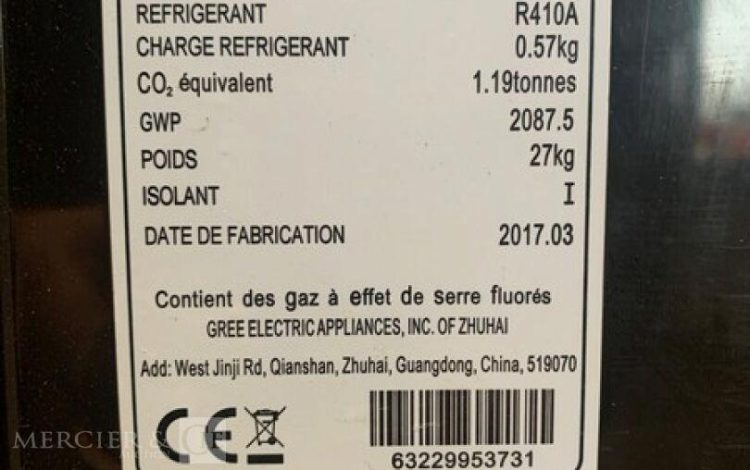 REFRIGERANT R410A
CHARGE REFRIGERANT 0.57kg
CO₂ équivalent 1.19tonnes
GWP 2087.5
POIDS 27kg
ISOLANT I
DATE DE FABRICATION 2017.03
Contient des gaz à effet de serre fluorés
GREE ELECTRIC APPLIANCES, INC. OF ZHUHAI
Add: West Jinji Rd, Qianshan, Zhuhai, Guangdong, China, 519070
MERCIER &
CE
63229953731